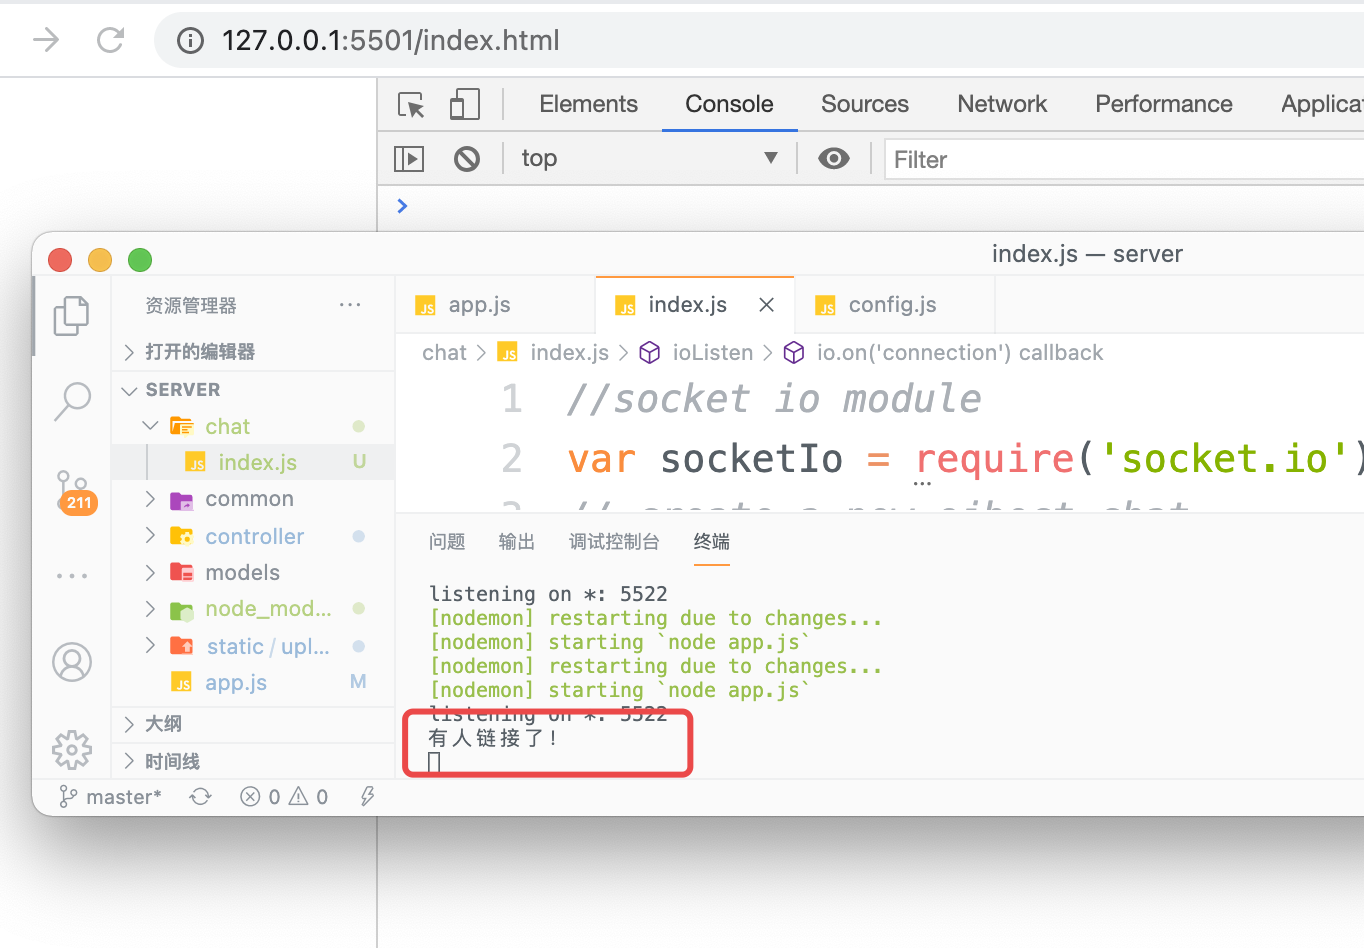 127.0.0.1:5501/index.html
Elements Console Sources Network Performance Applicat
top Filter
index.js — server
资源管理器
app.js index.js config.js
打开的编辑器
chat index.js ioListen io.on('connection') callback
SERVER
chat
index.js U
common
211
controller
models
node_mod...
static / upl...
app.js M
大纲
时间线
1 //socket io module
2 var socketIo = require('socket.io')
问题 输出 调试控制台 终端
listening on *: 5522
[nodemon] restarting due to changes...
[nodemon] starting `node app.js`
[nodemon] restarting due to changes...
[nodemon] starting `node app.js`
listening on *: 5522
有人链接了!
master* 0 0